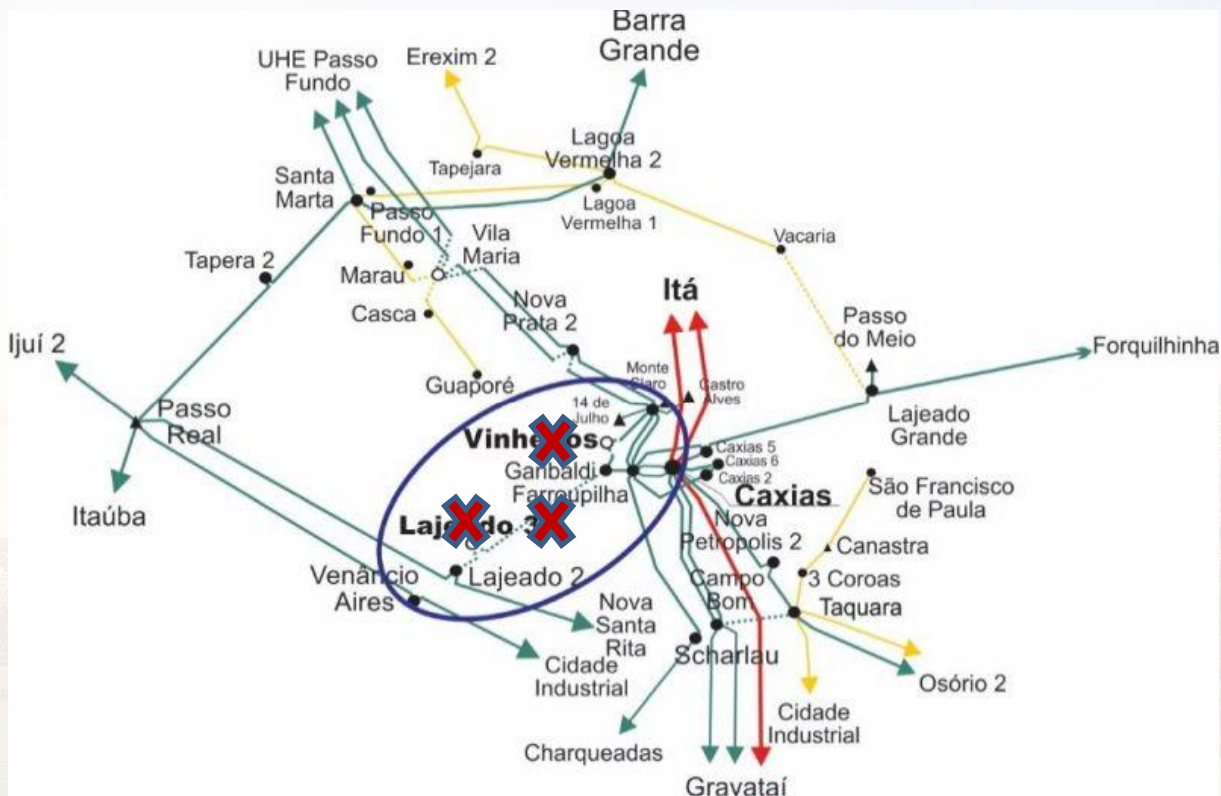 Barra
Grande
UHE Passo
Fundo
Erexim 2
Lagoa
Vermelha 2
Tapejara
Santa
Marta
Lagoa
Vermelha 1
Passo
Fundo 1
Vila
Maria
Vacaria
Tapera 2
Marau
Itá
Nova
Prata 2
Casca
Passo
do Meio
Ijuí 2
Forquilhinha
Guaporé
Monte
Claro
Castro
Alves
14 de
Julho
Passo
Real
Lajeado
Grande
Caxias 5
Caxias 6
Caxias 2
Garibaldi
Farroupilha
Caxias
São Francisco
de Paula
Itaúba
Lajeado 3
Nova
Petropolis 2
Canastra
Venâncio
Aires
Lajeado 2
Campo
Bom
3 Coroas
Taquara
Nova
Santa
Rita
Scharlau
Cidade
Industrial
Osório 2
Cidade
Industrial
Charqueadas
Gravataí